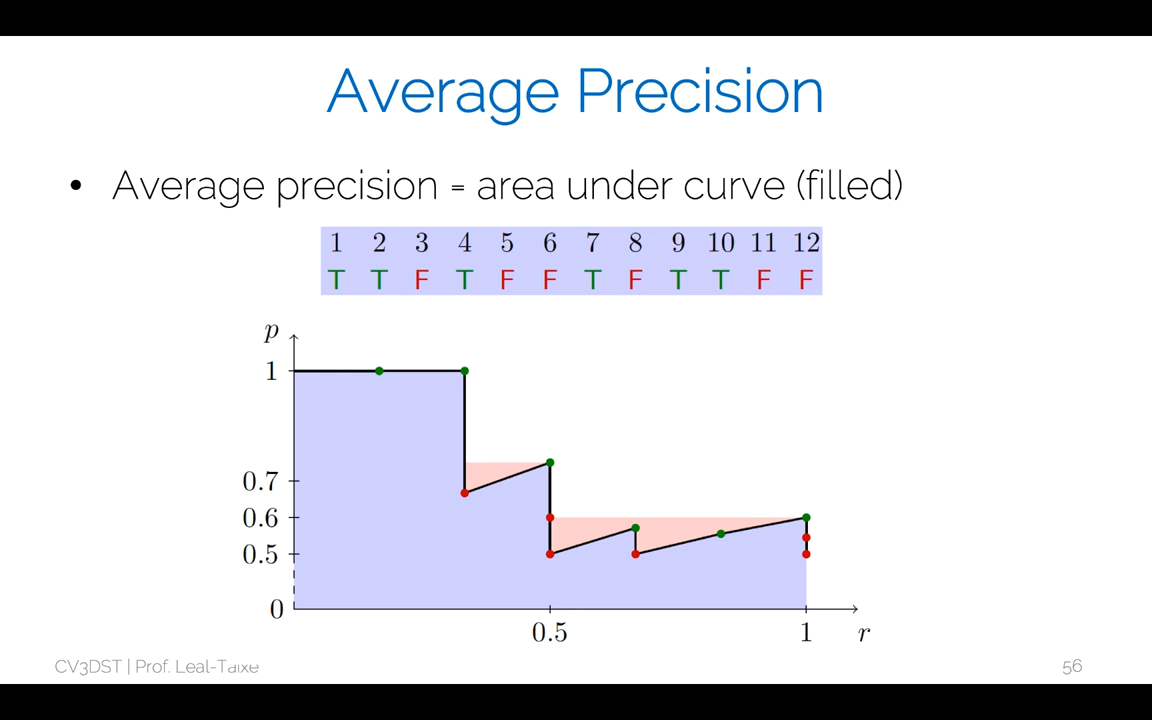 Average Precision
• Average precision = area under curve (filled)
1 2 3 4 5 6 7 8 9 10 11 12
T T F T F F T F T T F F
p
1
0.7
0.6
0.5
0
0.5 1 r
CV3DST | Prof. Leal-Taixé 56